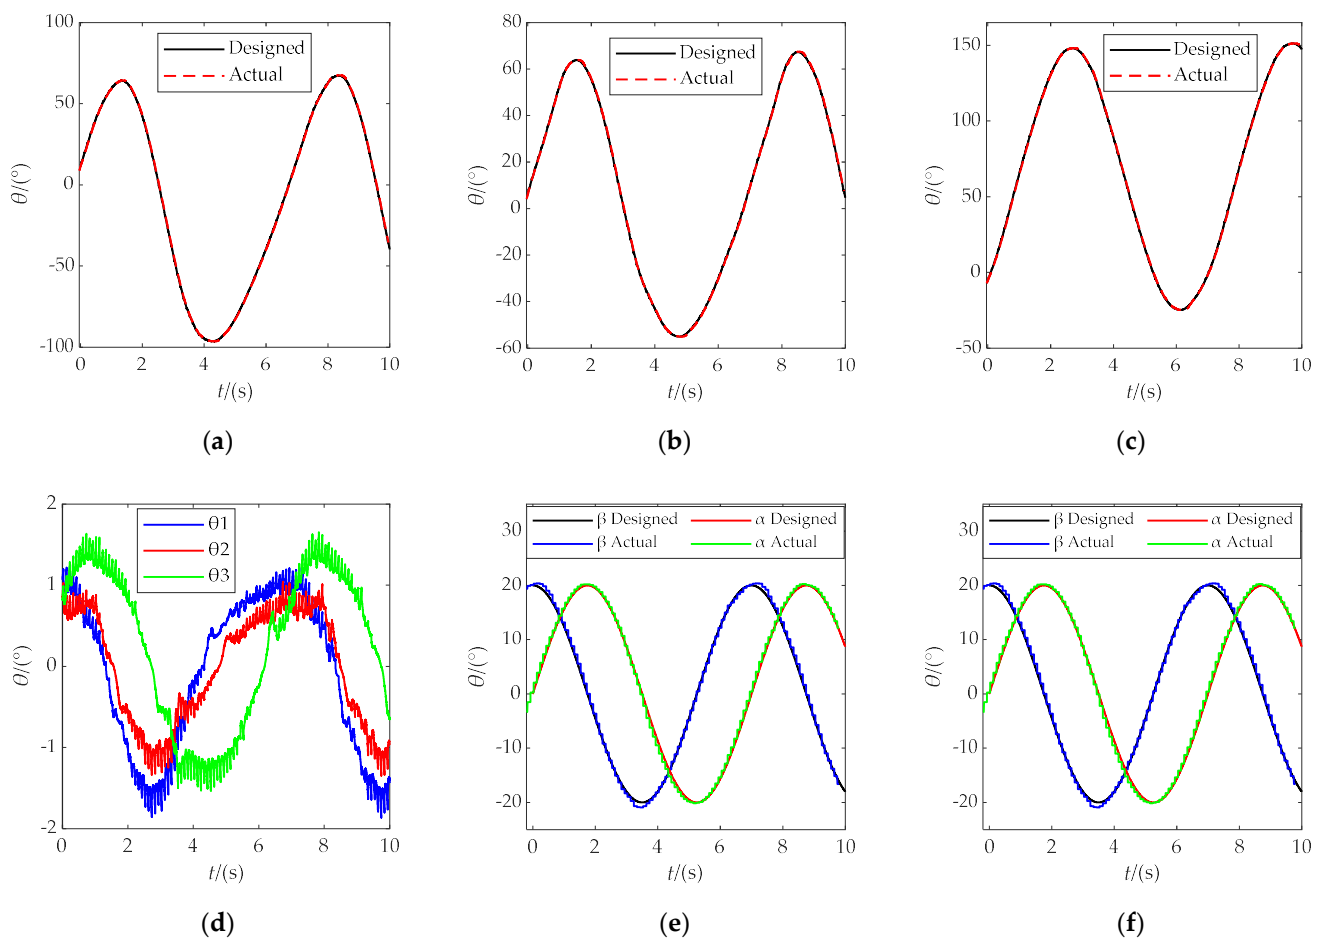 100
50
0
-50
-100
θ/(°)
Designed
Actual
0 2 4 6 8 10
t/(s)
(a)
80
60
40
20
0
-20
-40
-60
θ/(°)
Designed
Actual
0 2 4 6 8 10
t/(s)
(b)
150
100
50
0
-50
θ/(°)
Designed
Actual
0 2 4 6 8 10
t/(s)
(c)
2
1
0
-1
-2
θ/(°)
θ1
θ2
θ3
0 2 4 6 8 10
t/(s)
(d)
30
20
10
0
-10
-20
θ/(°)
β Designed α Designed
β Actual α Actual
0 2 4 6 8 10
t/(s)
(e)
30
20
10
0
-10
-20
θ/(°)
β Designed α Designed
β Actual α Actual
0 2 4 6 8 10
t/(s)
(f)